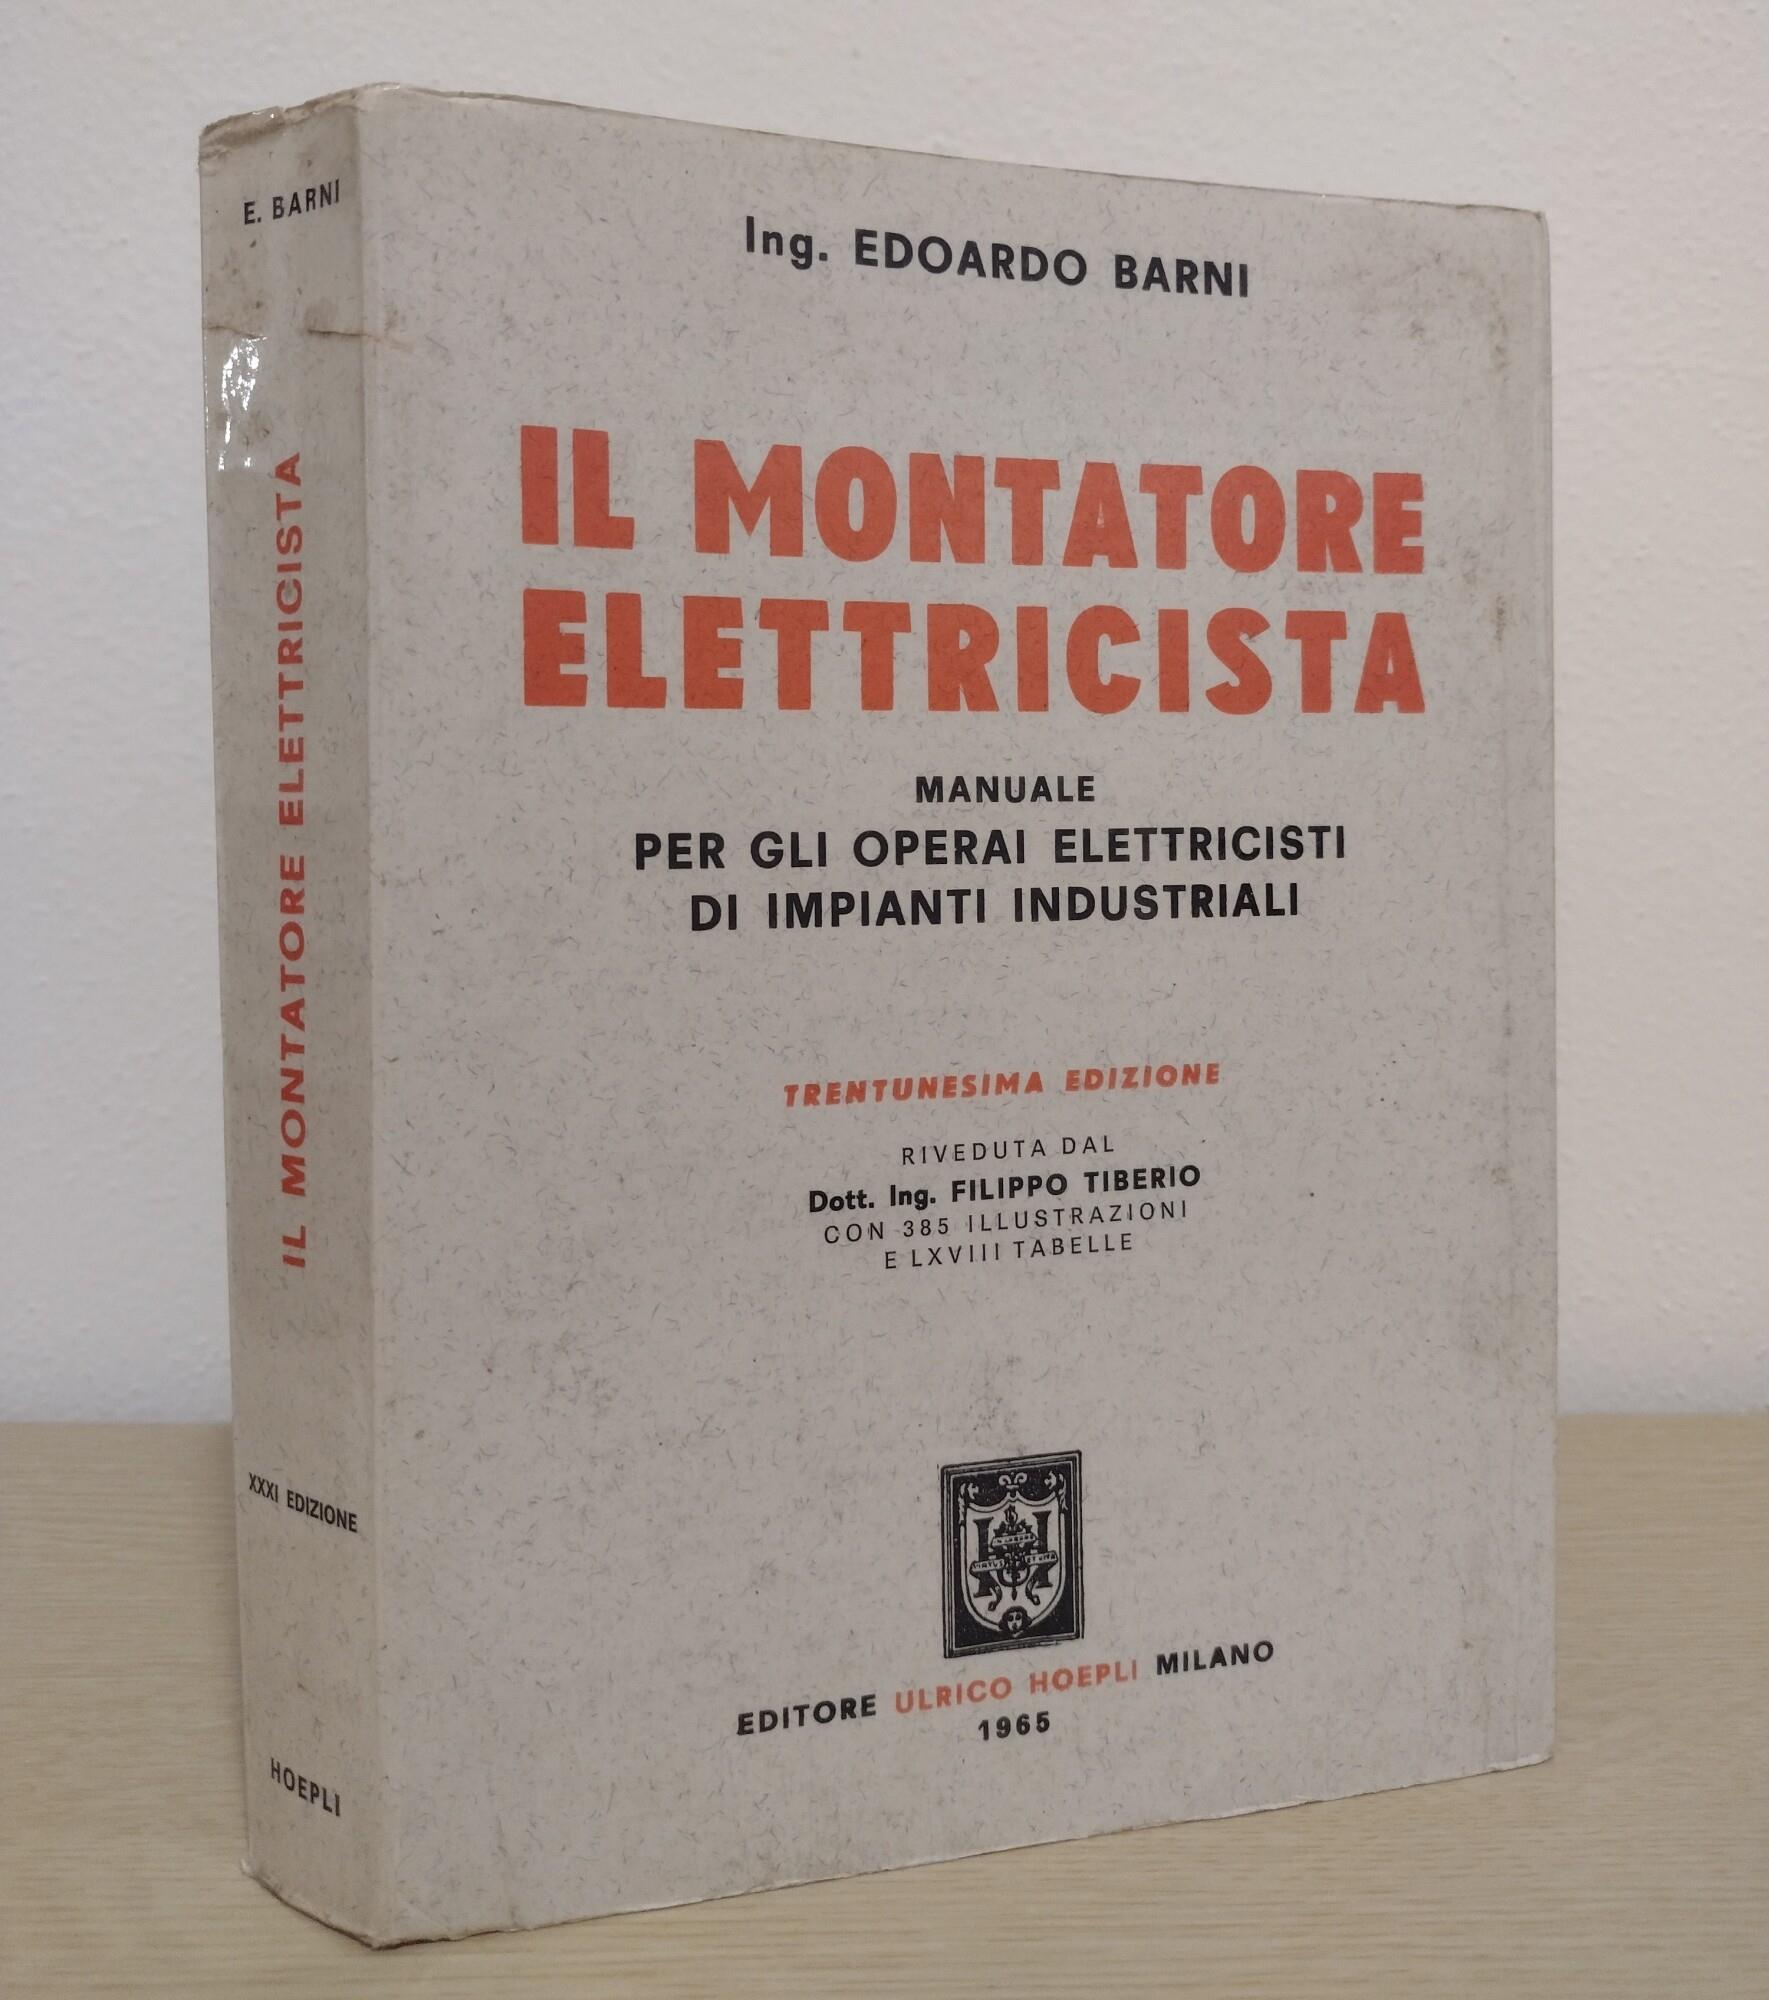 E. BARNI
IL MONTATORE ELETTRICISTA
XXXI EDIZIONE
HOEPLI
Ing. EDOARDO BARNI
IL MONTATORE
ELETTRICISTA
MANUALE
PER GLI OPERAI ELETTRICISTI
DI IMPIANTI INDUSTRIALI
TRENTUNESIMA EDIZIONE
RIVEDUTA DAL
Dott. Ing. FILIPPO TIBERIO
CON 385 ILLUSTRAZIONI
E LXVIII TABELLE
EDITORE ULRICO HOEPLI MILANO
1965